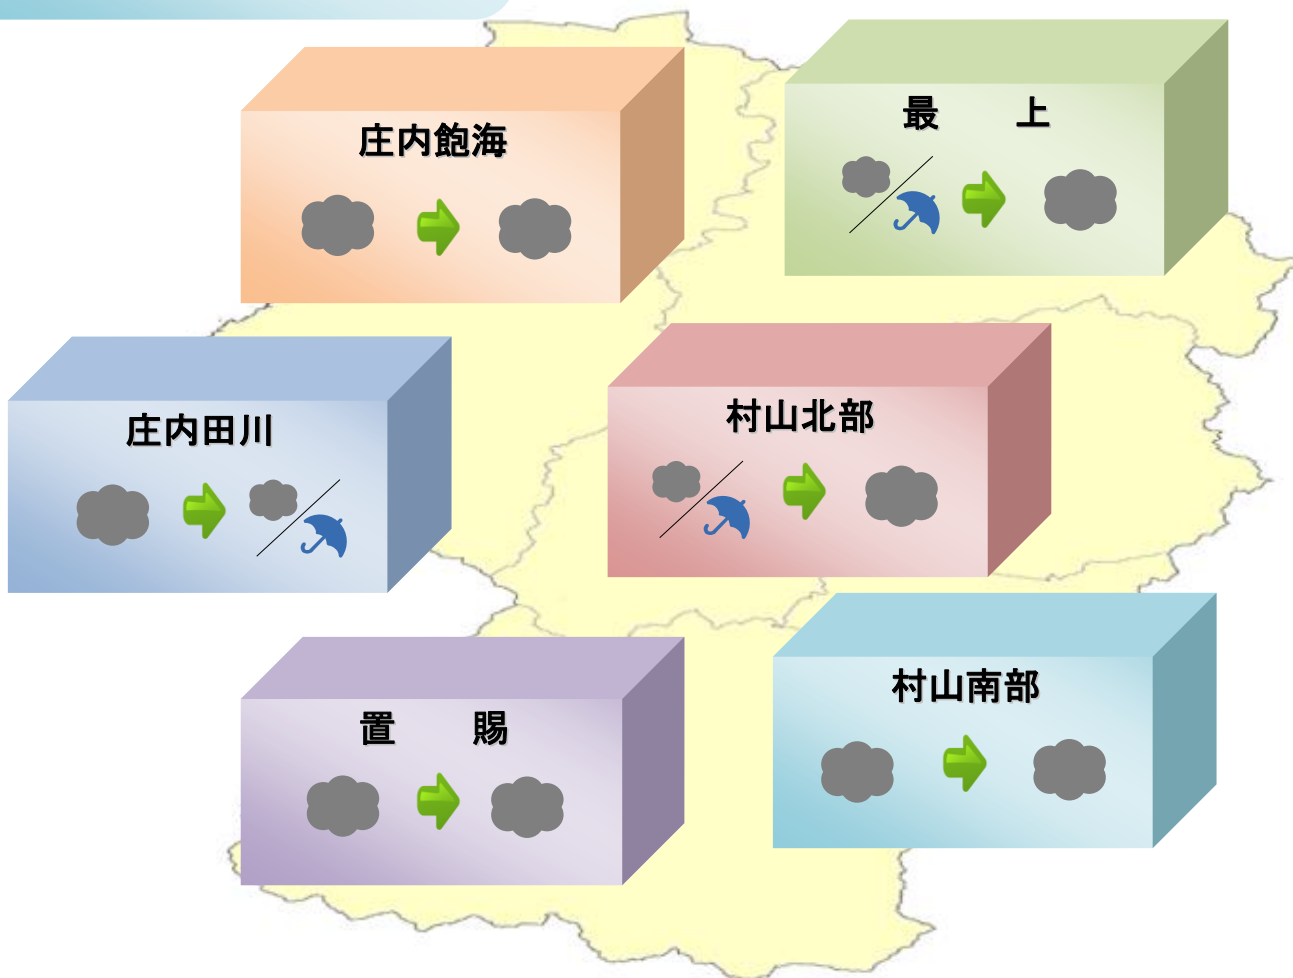 庄内飽海
最　上
庄内田川
村山北部
置　賜
村山南部